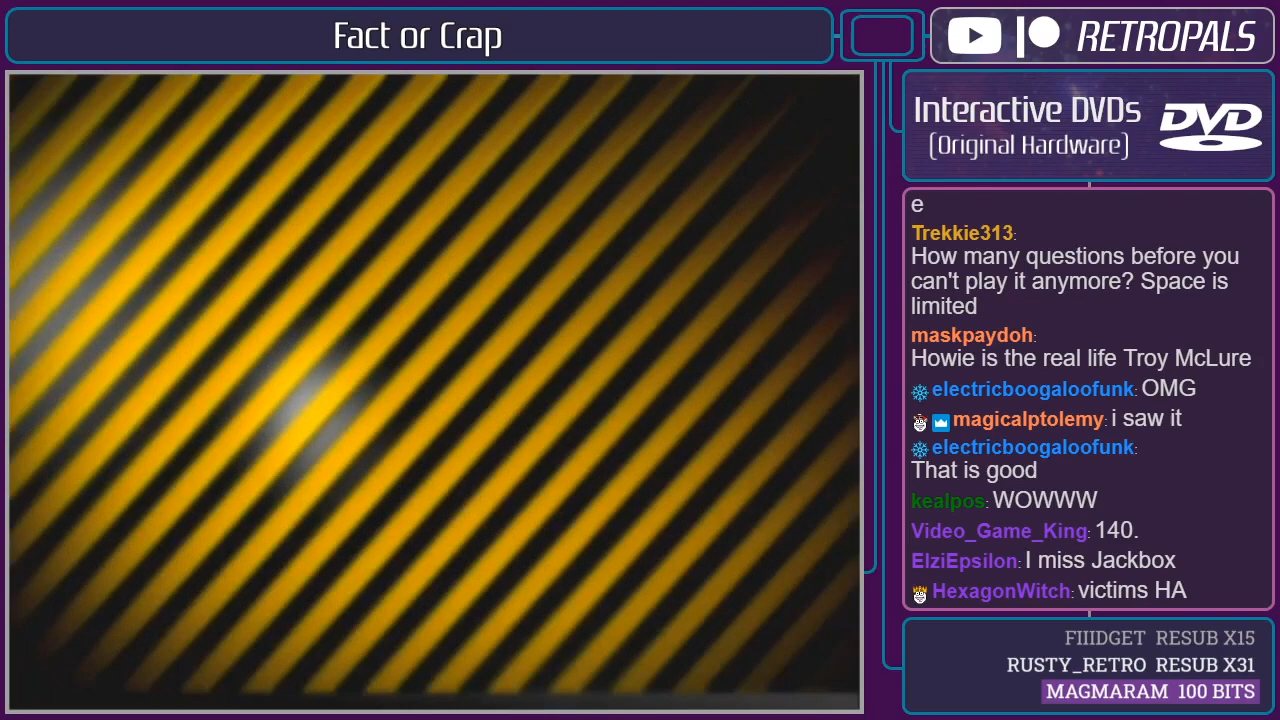 Fact or Crap
RETROPALS
Interactive DVDs
(Original Hardware)
DVD
e
Trekkie313:
How many questions before you
can't play it anymore? Space is
limited
maskpaydoh:
Howie is the real life Troy McLure
electricboogaloofunk: OMG
magicalptolemy: i saw it
electricboogaloofunk:
That is good
kealpos: WOWWW
Video_Game_King: 140.
ElziEpsilon: I miss Jackbox
HexagonWitch: victims HA
FIIIDGET RESUB X15
RUSTY_RETRO RESUB X31
MAGMARAM 100 BITS